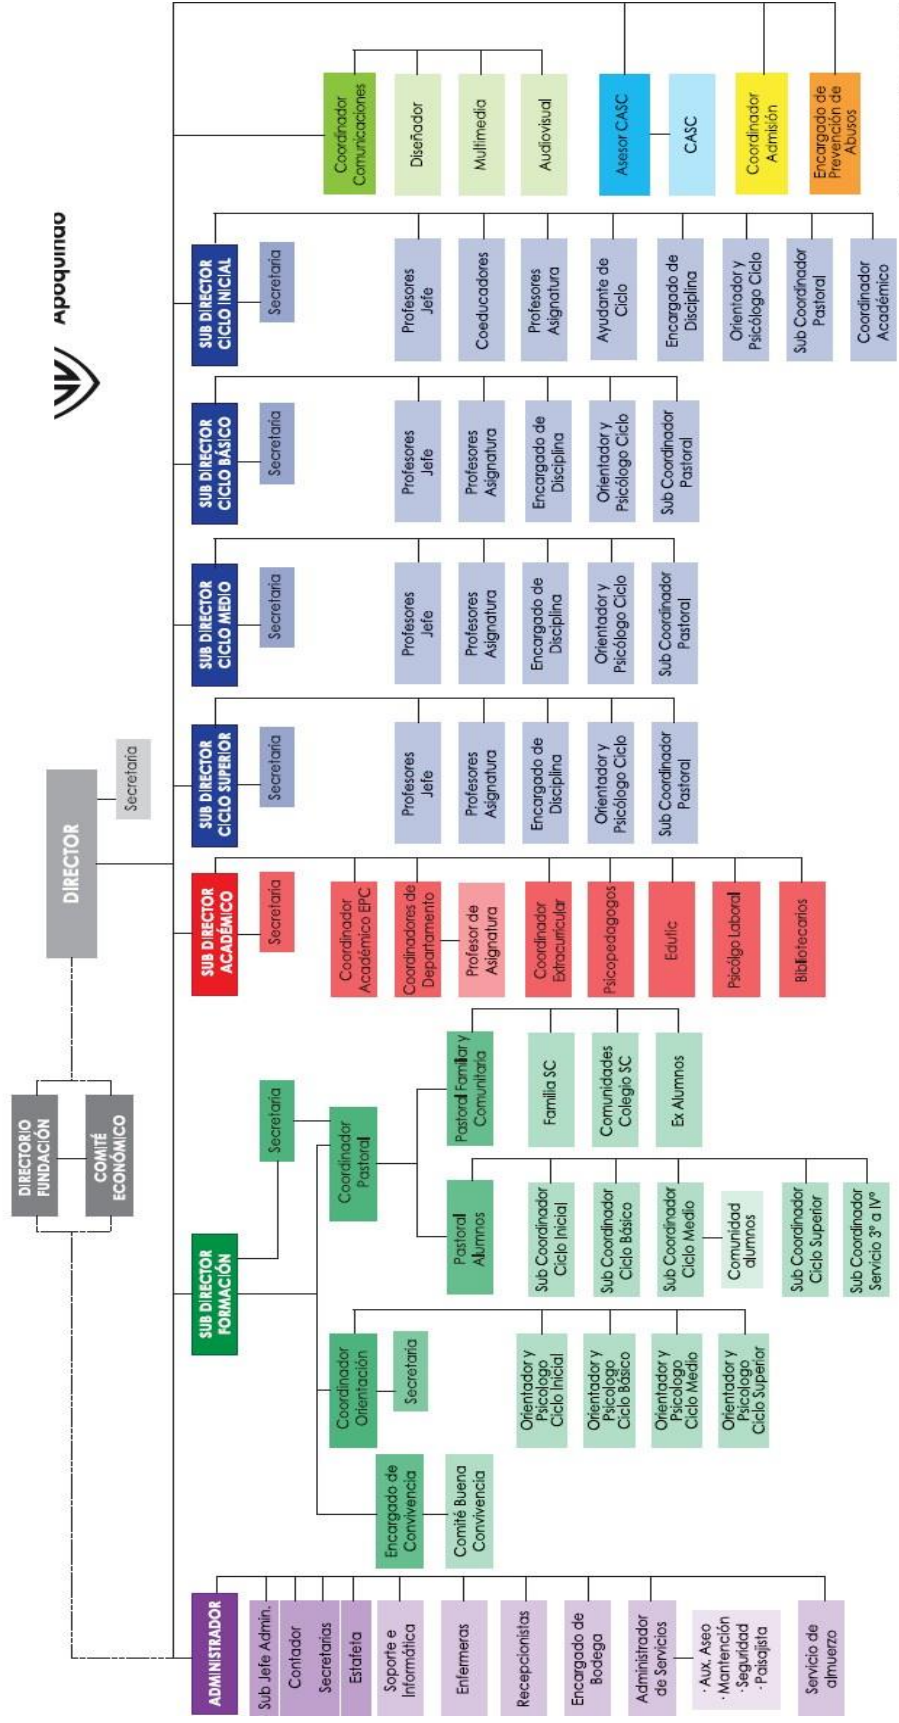 Apoquindo
DIRECTORIO
FUNDACIÓN
COMITÉ
ECONÓMICO
DIRECTOR
Secretaria
ADMINISTRADOR
Sub Jefe Admin.
Contador
Secretarias
Estafeta
Soporte e
Informática
Enfermeras
Recepcionistas
Encargado de
Bodega
Administrador
de Servicios
· Aux. Aseo
· Mantención
· Seguridad
· Paisajista
Servicio de
almuerzo
SUB DIRECTOR
FORMACIÓN
Secretaria
Encargado de
Convivencia
Comité Buena
Convivencia
Coordinador
Orientación
Secretaria
Orientador y
Psicologo
Ciclo Inicial
Orientador y
Psicologo
Ciclo Básico
Orientador y
Psicologo
Ciclo Medio
Orientador y
Psicologo
Ciclo Superior
Coordinador
Pastoral
Pastoral
Alumnos
Sub Coordinador
Ciclo Inicial
Sub Coordinador
Ciclo Básico
Sub Coordinador
Ciclo Medio
Comunidad
alumnos
Sub Coordinador
Ciclo Superior
Sub Coordinador
Servicio 3º a IVº
Pastoral Familiar y
Comunitaria
Familia SC
Comunidades
Colegio SC
Ex Alumnos
SUB DIRECTOR
ACADÉMICO
Secretaria
Coordinador
Académico EPC
Coordinadores de
Departamento
Profesor de
Asignatura
Coordinador
Extracurricular
Psicopedagogos
Edutic
Psicólgo Laboral
Bibliotecarios
SUB DIRECTOR
CICLO SUPERIOR
Secretaria
Profesores
Jefe
Profesores
Asignatura
Encargado de
Disciplina
Orientador y
Psicólogo Ciclo
Sub Coordinador
Pastoral
SUB DIRECTOR
CICLO MEDIO
Secretaria
Profesores
Jefe
Profesores
Asignatura
Encargado de
Disciplina
Orientador y
Psicólogo Ciclo
Sub Coordinador
Pastoral
SUB DIRECTOR
CICLO BÁSICO
Secretaria
Profesores
Jefe
Profesores
Asignatura
Encargado de
Disciplina
Orientador y
Psicólogo Ciclo
Sub Coordinador
Pastoral
SUB DIRECTOR
CICLO INICIAL
Secretaria
Profesores
Jefe
Coeducadores
Profesores
Asignatura
Ayudante de
Ciclo
Encargado de
Disciplina
Orientador y
Psicólogo Ciclo
Sub Coordinador
Pastoral
Coordinador
Académico
Coordinador
Comunicaciones
Diseñador
Multimedia
Audiovisual
Asesor CASC
CASC
Coordinador
Admisión
Encargado de
Prevención de
Abusos